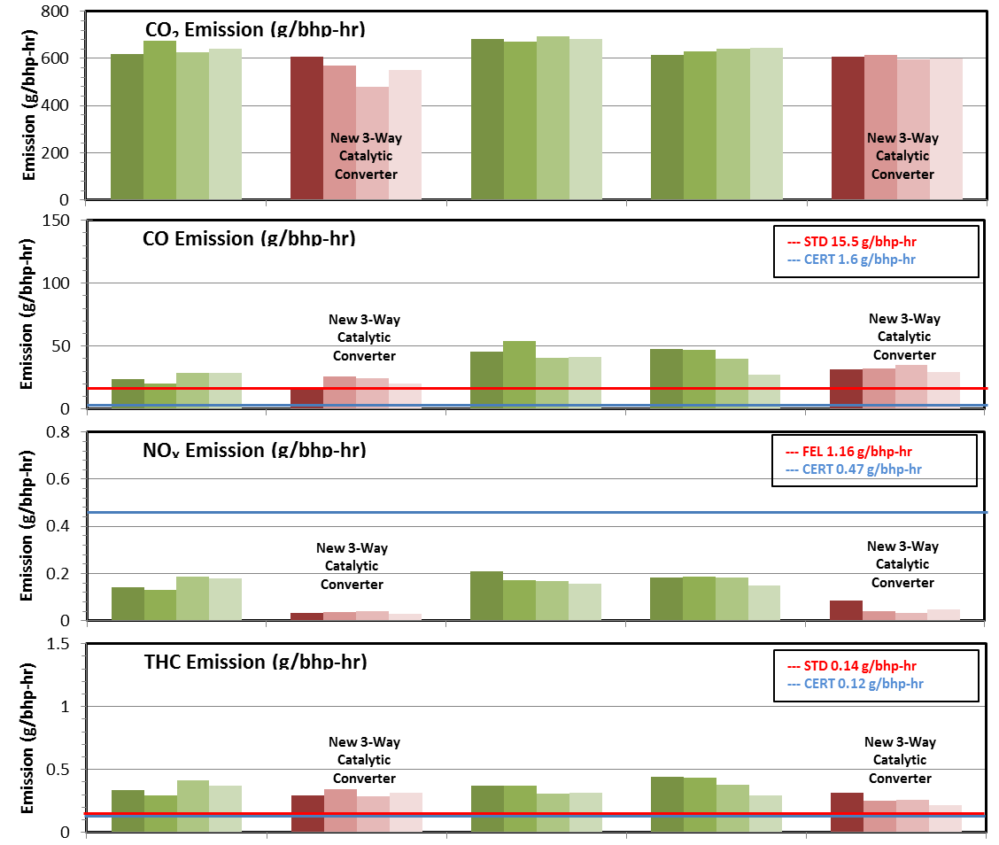 CO₂ Emission (g/bhp-hr)
Emission (g/bhp-hr)
800
600
400
200
0
New 3-Way
Catalytic
Converter
New 3-Way
Catalytic
Converter
CO Emission (g/bhp-hr)
Emission (g/bhp-hr)
150
100
50
0
--- STD 15.5 g/bhp-hr
--- CERT 1.6 g/bhp-hr
New 3-Way
Catalytic
Converter
New 3-Way
Catalytic
Converter
NOₓ Emission (g/bhp-hr)
Emission (g/bhp-hr)
0.8
0.6
0.4
0.2
0
--- FEL 1.16 g/bhp-hr
--- CERT 0.47 g/bhp-hr
New 3-Way
Catalytic
Converter
New 3-Way
Catalytic
Converter
THC Emission (g/bhp-hr)
Emission (g/bhp-hr)
1.5
1
0.5
0
--- STD 0.14 g/bhp-hr
--- CERT 0.12 g/bhp-hr
New 3-Way
Catalytic
Converter
New 3-Way
Catalytic
Converter